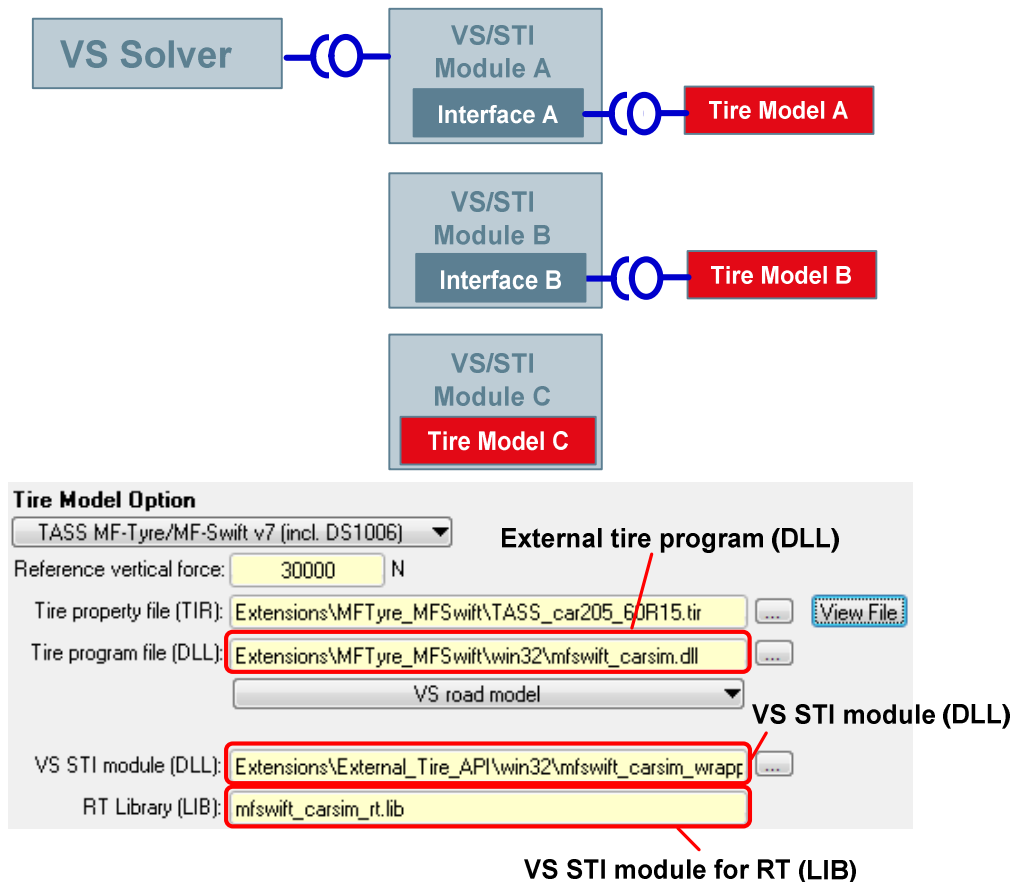 VS Solver
VS/STI
Module A
Interface A
Tire Model A
VS/STI
Module B
Interface B
Tire Model B
VS/STI
Module C
Tire Model C
Tire Model Option
TASS MF-Tyre/MF-Swift v7 (incl. DS1006)
External tire program (DLL)
Reference vertical force: 30000 N
Tire property file (TIR): Extensions\MFTyre_MFSwift\TASS_car205_60R15.tir ... View File
Tire program file (DLL): Extensions\MFTyre_MFSwift\win32\mfswift_carsim.dll ...
VS road model
VS STI module (DLL)
VS STI module (DLL): Extensions\External_Tire_API\win32\mfswift_carsim_wrapp ...
RT Library (LIB): mfswift_carsim_rt.lib
VS STI module for RT (LIB)